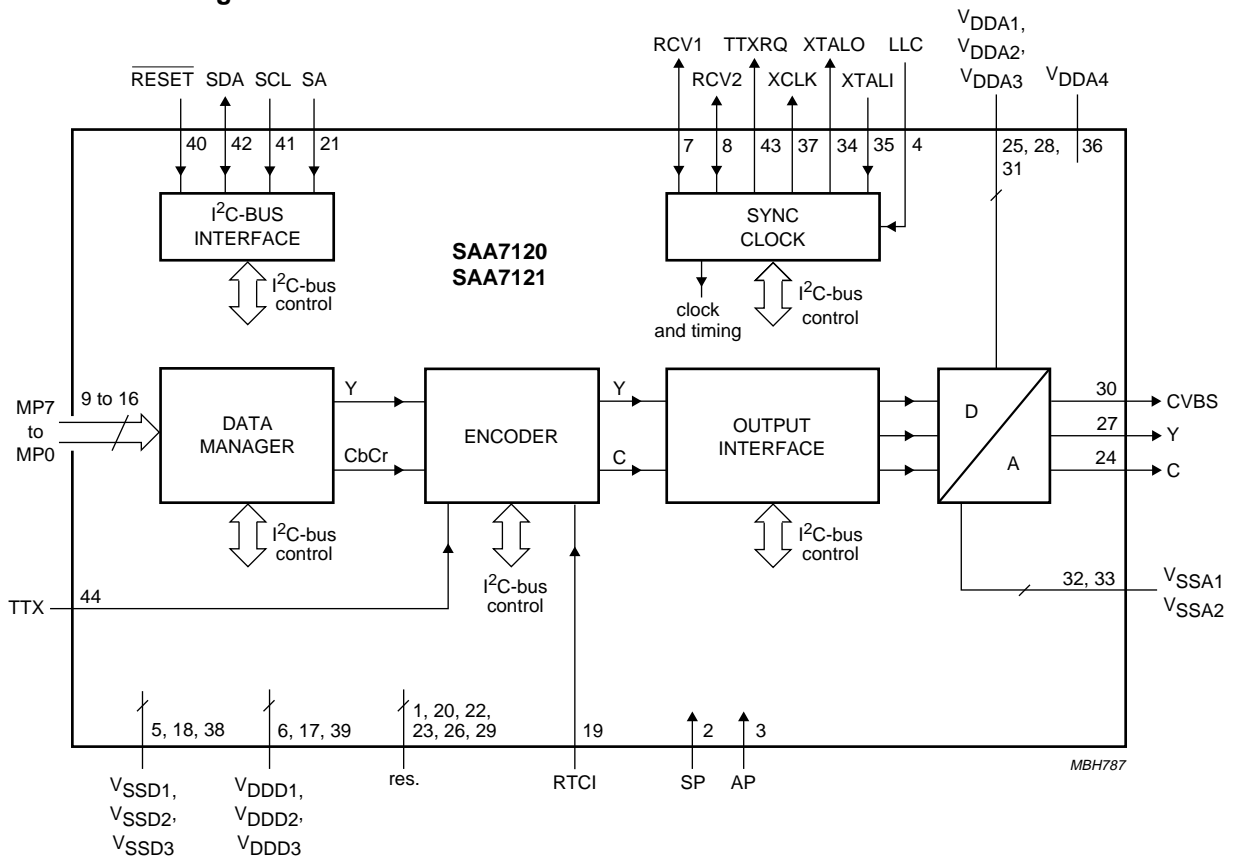 RCV1 TTXRQ XTALO LLC
RCV2 XCLK XTALI
VDDA1,
VDDA2,
VDDA3
VDDA4
RESET SDA SCL SA
40 42 41 21
7 8 43 37 34 35 4
25, 28,
31
36
I2C-BUS
INTERFACE
SYNC
CLOCK
SAA7120
SAA7121
I2C-bus
control
clock
and timing
I2C-bus
control
MP7
to
MP0
9 to 16
DATA
MANAGER
Y
CbCr
ENCODER
Y
C
OUTPUT
INTERFACE
D
A
30 CVBS
27 Y
24 C
I2C-bus
control
I2C-bus
control
I2C-bus
control
TTX 44
32, 33
VSSA1
VSSA2
5, 18, 38
6, 17, 39
1, 20, 22,
23, 26, 29
19
2
3
VSSD1,
VSSD2,
VSSD3
VDDD1,
VDDD2,
VDDD3
res.
RTCI
SP
AP
MBH787